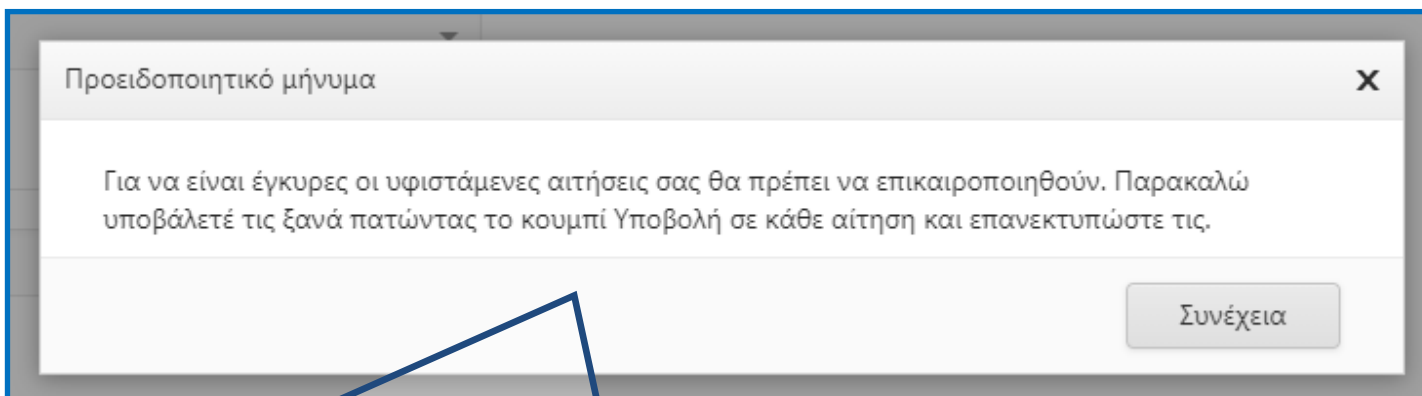 Προειδοποιητικό μήνυμα
X
Για να είναι έγκυρες οι υφιστάμενες αιτήσεις σας θα πρέπει να επικαιροποιηθούν. Παρακαλώ
υποβάλετέ τις ξανά πατώντας το κουμπί Υποβολή σε κάθε αίτηση και επανεκτυπώστε τις.
Συνέχεια